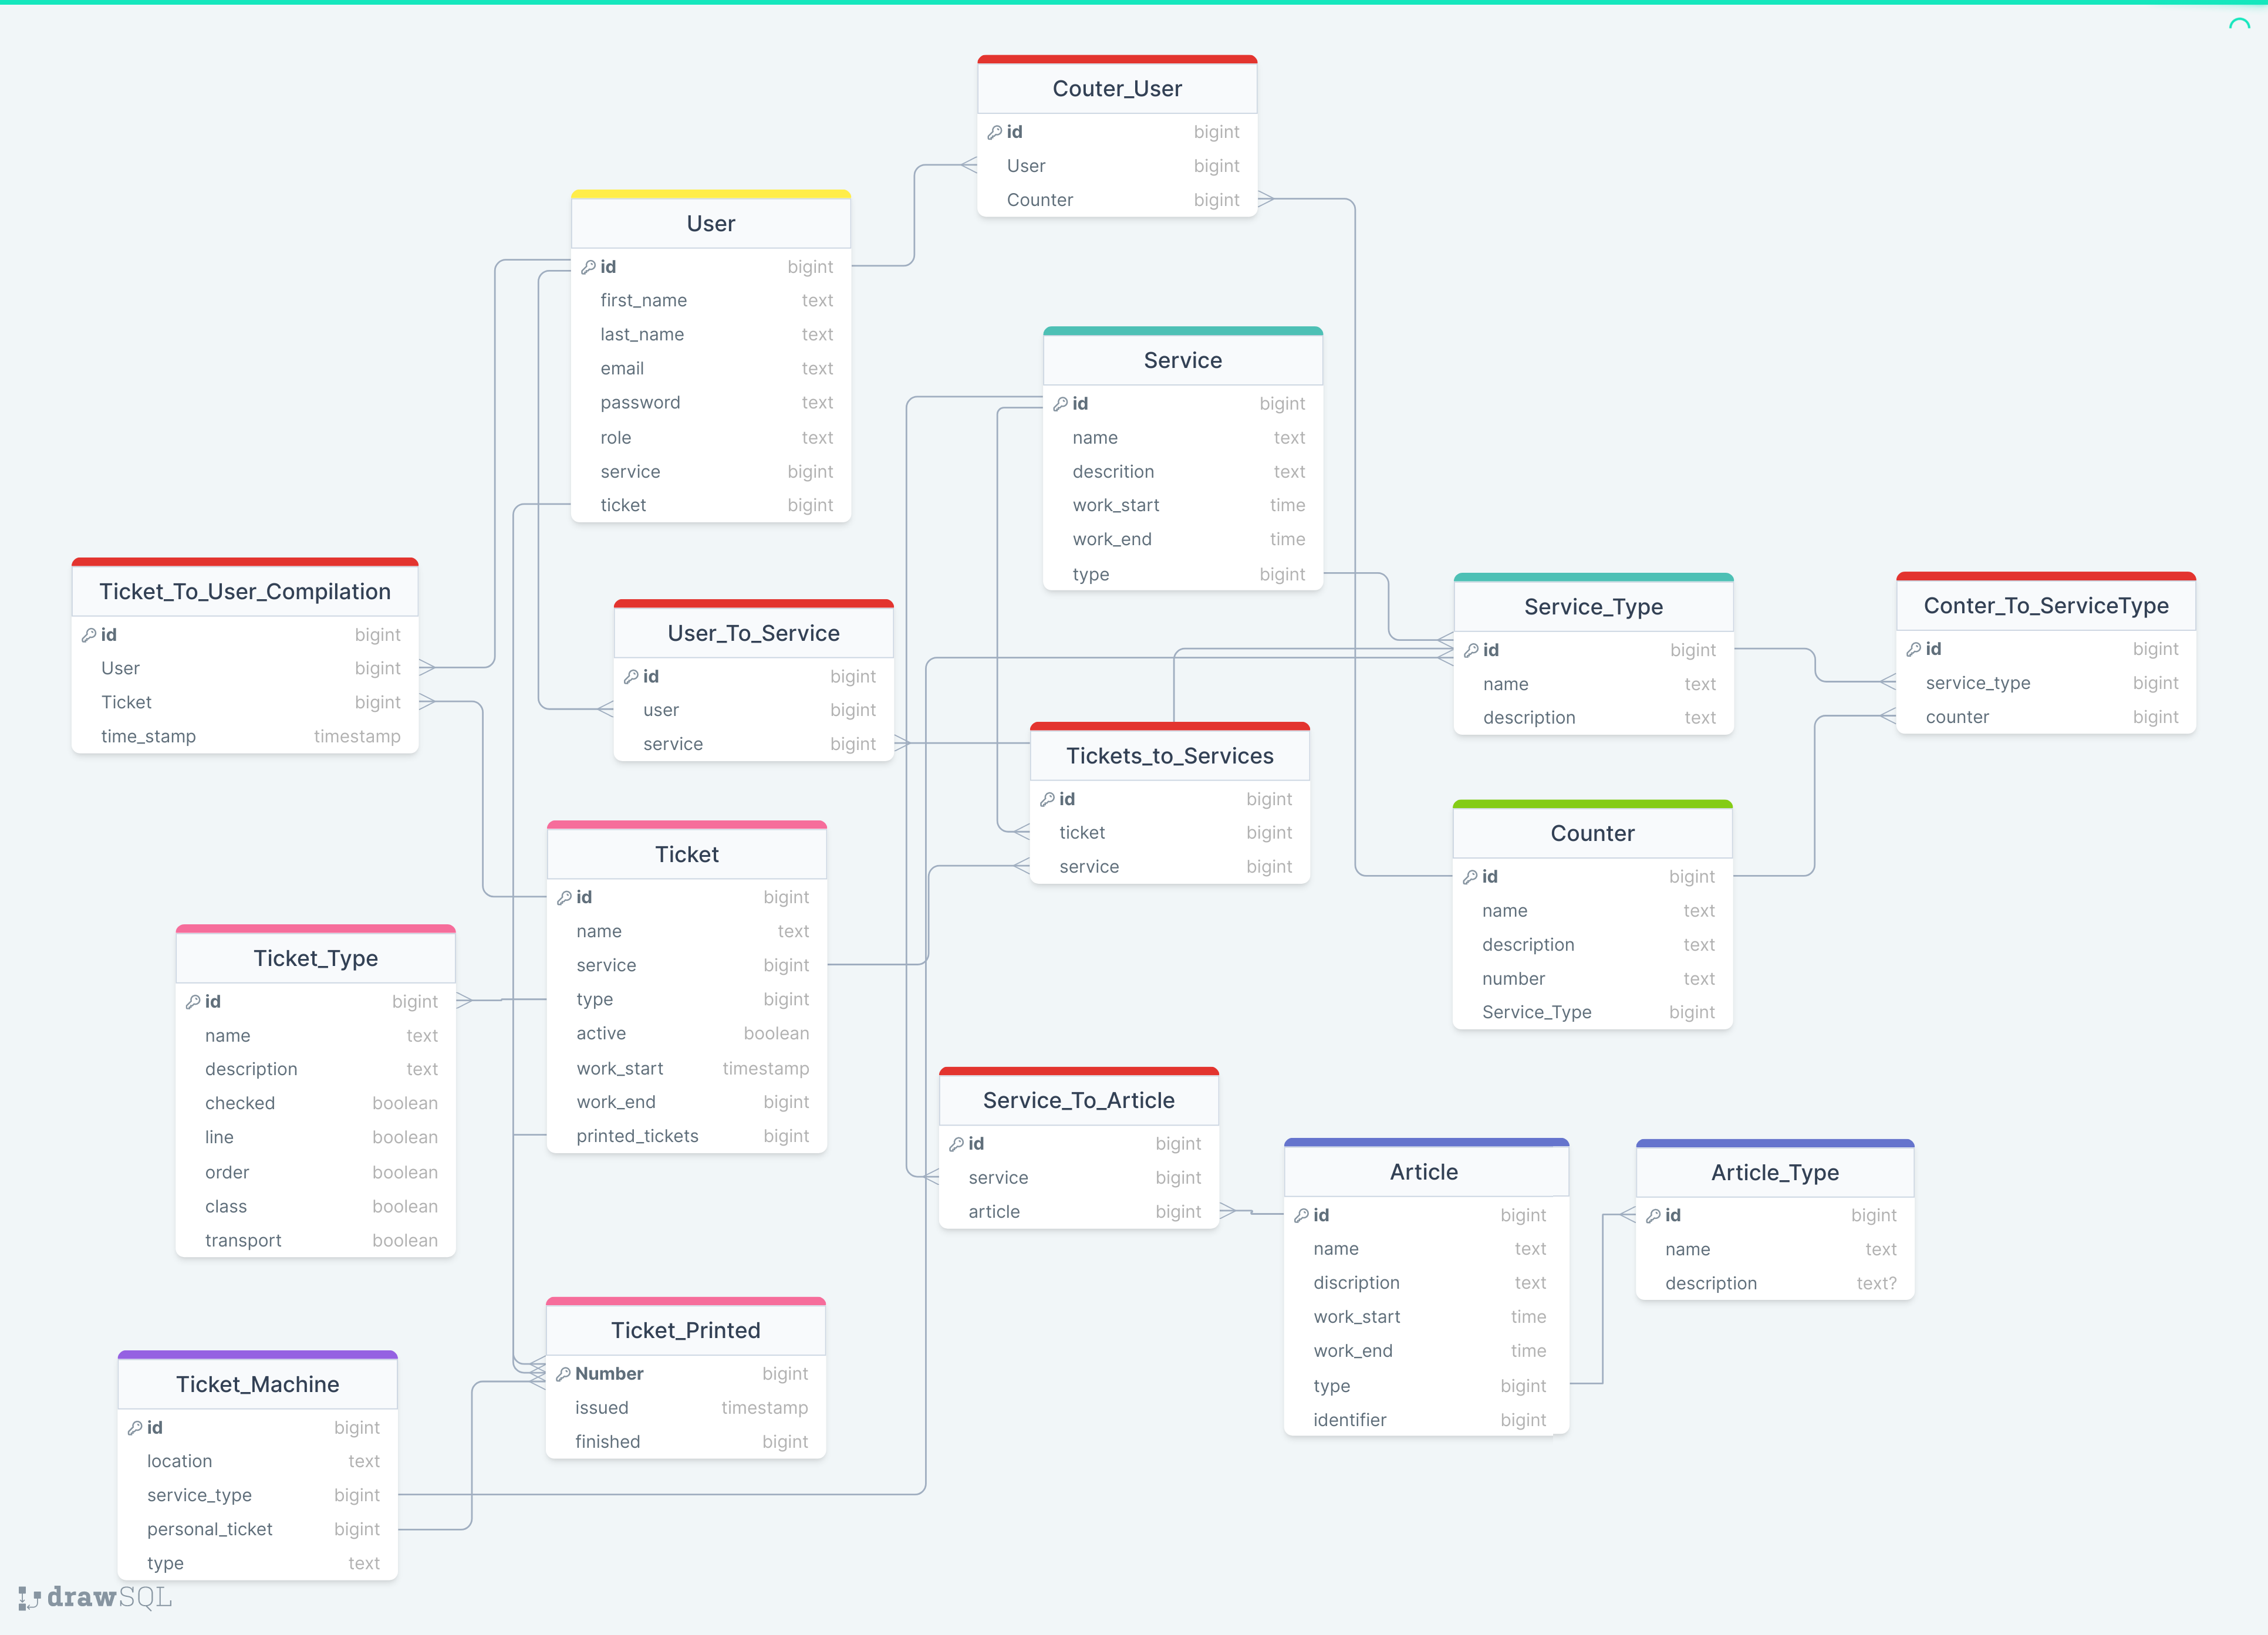 Couter_User
id bigint
User bigint
Counter bigint
User
id bigint
first_name text
last_name text
email text
password text
role text
service bigint
ticket bigint
Service
id bigint
name text
descrition text
work_start time
work_end time
type bigint
Ticket_To_User_Compilation
id bigint
User bigint
Ticket bigint
time_stamp timestamp
User_To_Service
id bigint
user bigint
service bigint
Service_Type
id bigint
name text
description text
Conter_To_ServiceType
id bigint
service_type bigint
counter bigint
Tickets_to_Services
id bigint
ticket bigint
service bigint
Counter
id bigint
name text
description text
number text
Service_Type bigint
Ticket
id bigint
name text
service bigint
type bigint
active boolean
work_start timestamp
work_end bigint
printed_tickets bigint
Ticket_Type
id bigint
name text
description text
checked boolean
line boolean
order boolean
class boolean
transport boolean
Service_To_Article
id bigint
service bigint
article bigint
Article
id bigint
name text
discription text
work_start time
work_end time
type bigint
identifier bigint
Article_Type
id bigint
name text
description text?
Ticket_Printed
Number bigint
issued timestamp
finished bigint
Ticket_Machine
id bigint
location text
service_type bigint
personal_ticket bigint
type text
drawSQL